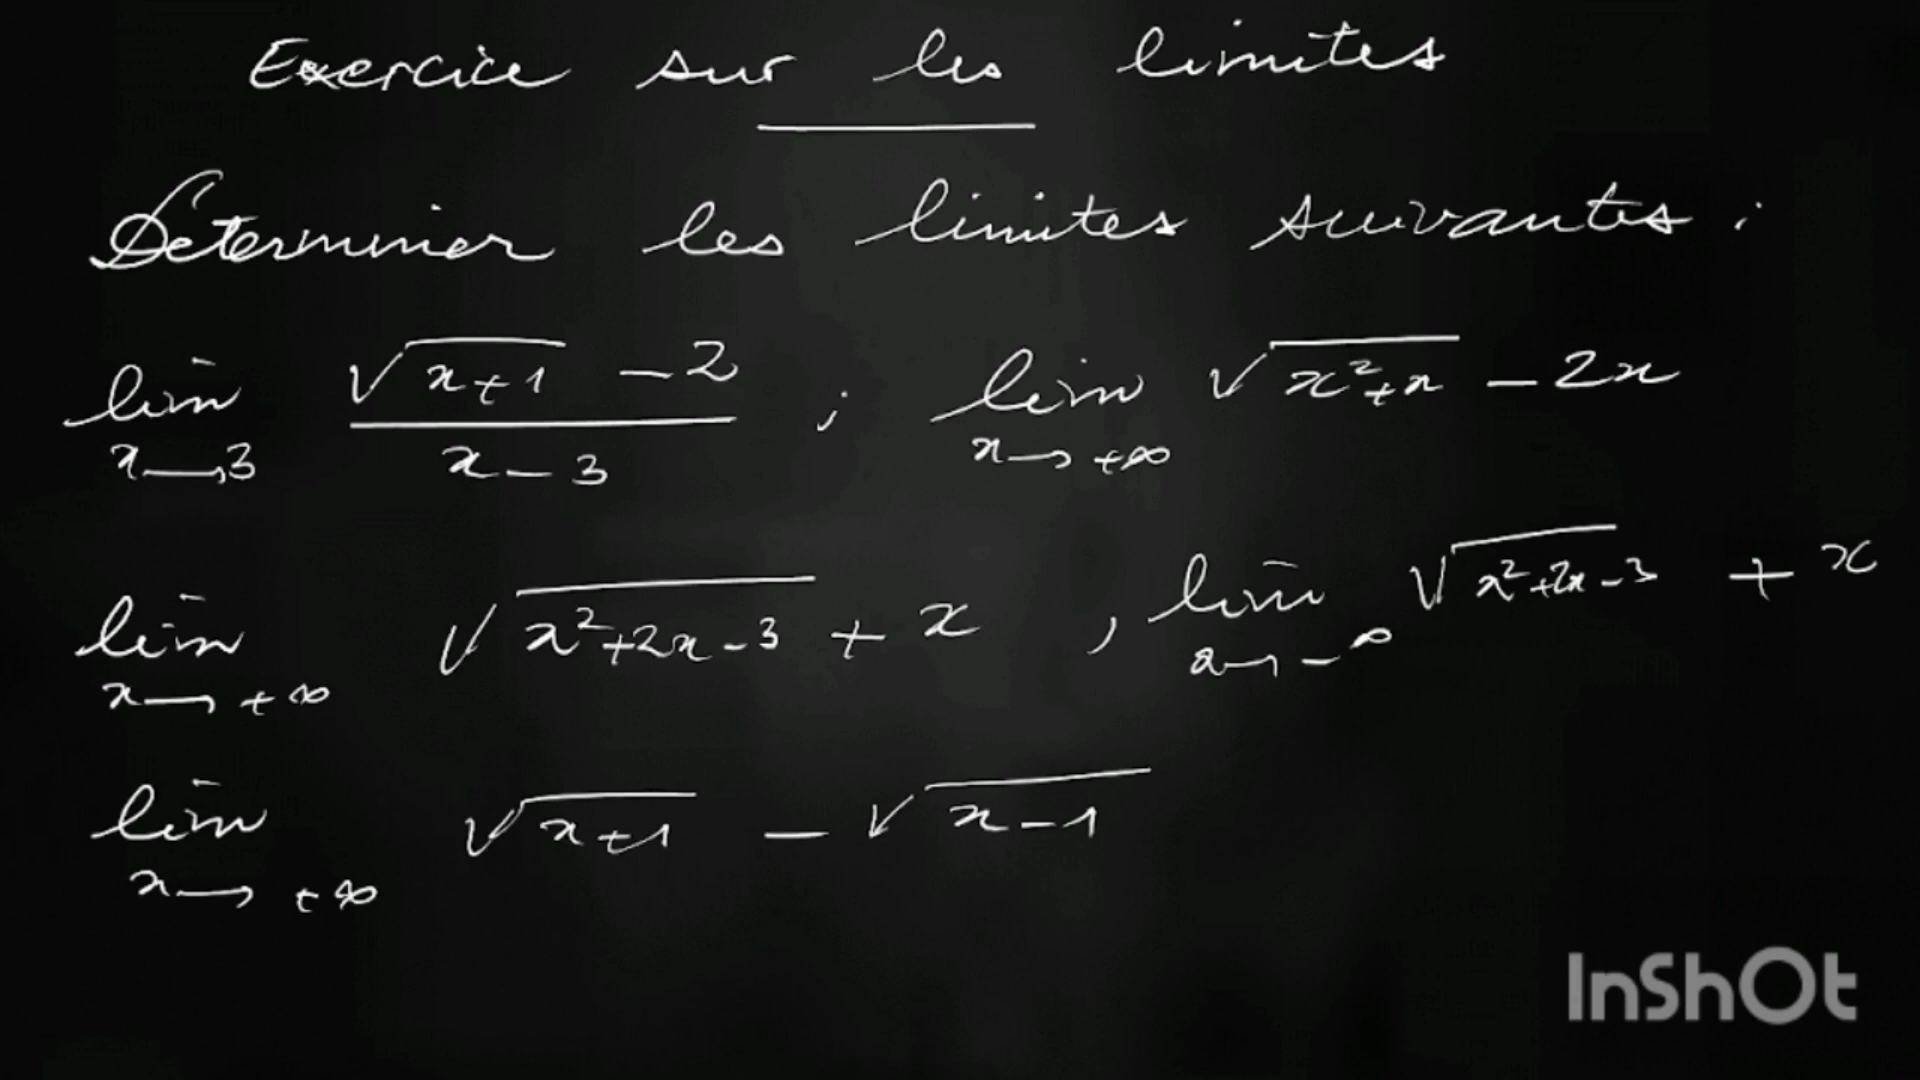 Exercice sur les limites
Determiner les limites suivantes :
lim x→3 (√(x+1) - 2)/(x - 3) ; lim x→+∞ √(x²+x) - 2x
lim x→+∞ √(x²+2x-3) + x , lim x→-∞ √(x²+2x-3) + x
lim x→+∞ √(x+1) - √(x-1)
InShOt